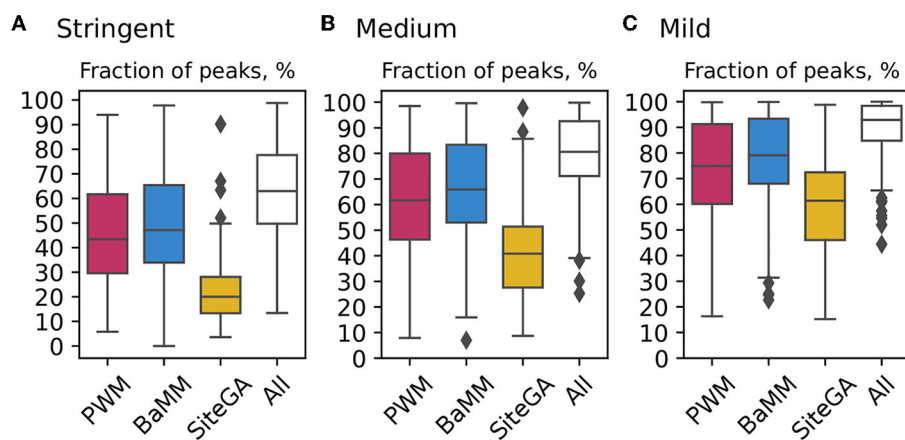 A Stringent
Fraction of peaks, %
100
90
80
70
60
50
40
30
20
10
0
PWM
BaMM
SiteGA
All
B Medium
Fraction of peaks, %
100
90
80
70
60
50
40
30
20
10
0
PWM
BaMM
SiteGA
All
C Mild
Fraction of peaks, %
100
90
80
70
60
50
40
30
20
10
0
PWM
BaMM
SiteGA
All